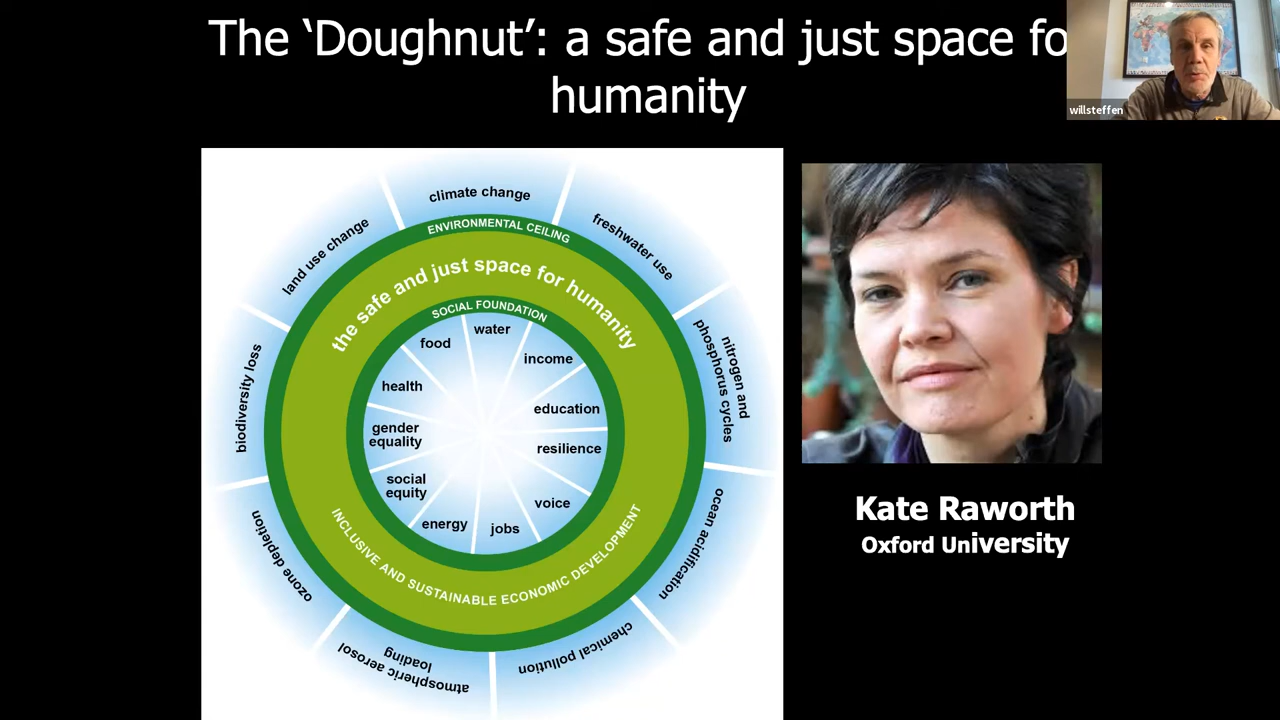 The ‘Doughnut’: a safe and just space fo
humanity
willsteffen
climate change
freshwater use
nitrogen and
phosphorus cycles
ocean acidification
chemical pollution
atmospheric aerosol
loading
ozone depletion
biodiversity loss
land use change
ENVIRONMENTAL CEILING
the safe and just space for humanity
SOCIAL FOUNDATION
water
income
education
resilience
voice
jobs
energy
social
equity
gender
equality
health
food
INCLUSIVE AND SUSTAINABLE ECONOMIC DEVELOPMENT
Kate Raworth
Oxford University